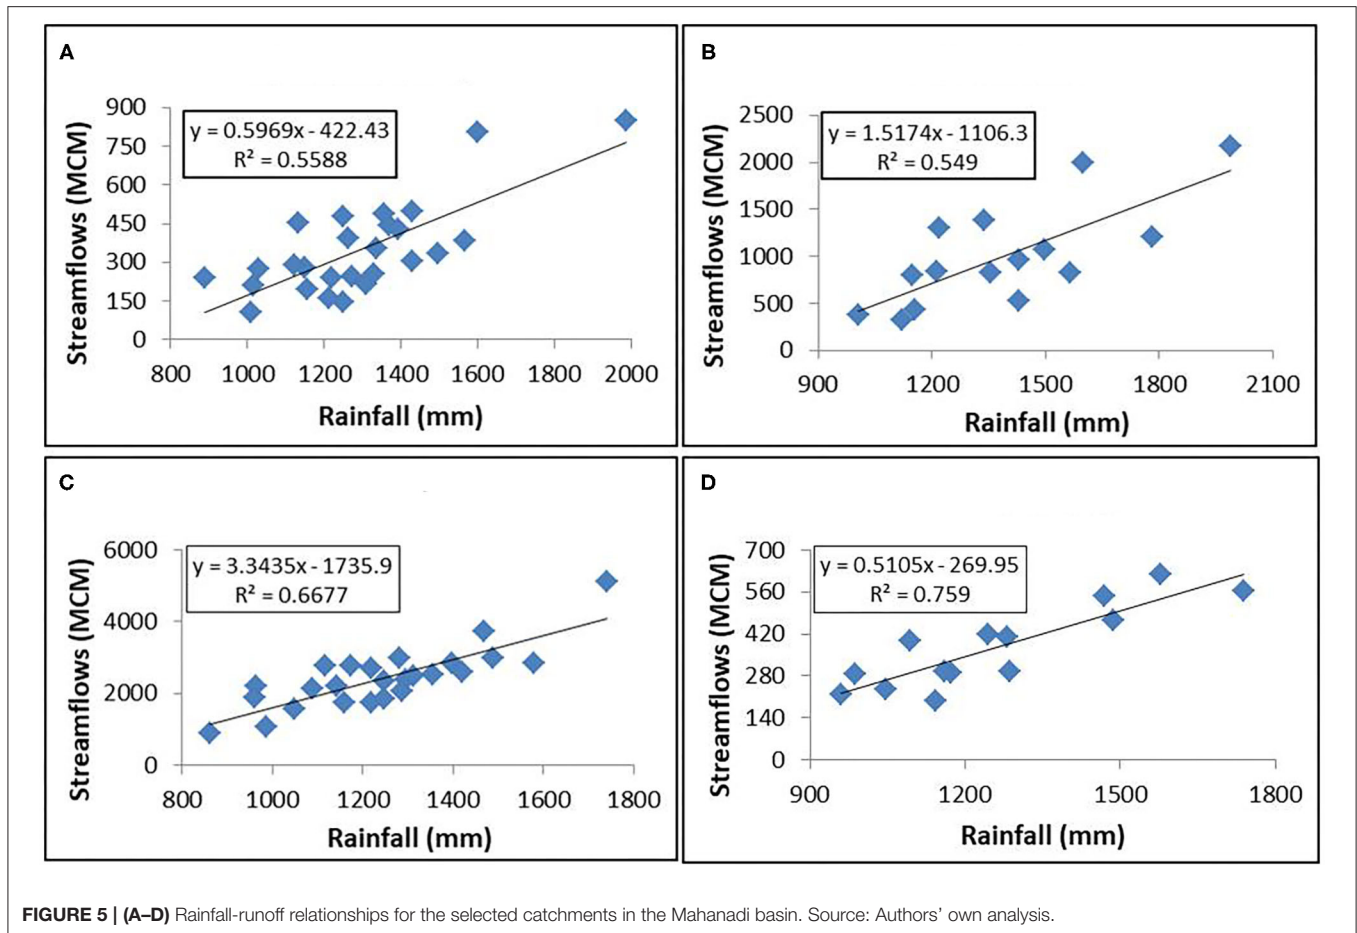 A
y = 0.5969x - 422.43
R² = 0.5588
Streamflows (MCM)
900
750
600
450
300
150
0
800 1000 1200 1400 1600 1800 2000
Rainfall (mm)
B
y = 1.5174x - 1106.3
R² = 0.549
Streamflows (MCM)
2500
2000
1500
1000
500
0
900 1200 1500 1800 2100
Rainfall (mm)
C
y = 3.3435x - 1735.9
R² = 0.6677
Streamflows (MCM)
6000
4000
2000
0
800 1000 1200 1400 1600 1800
Rainfall (mm)
D
y = 0.5105x - 269.95
R² = 0.759
Streamflows (MCM)
700
560
420
280
140
0
900 1200 1500 1800
Rainfall (mm)
FIGURE 5 | (A–D) Rainfall-runoff relationships for the selected catchments in the Mahanadi basin. Source: Authors' own analysis.